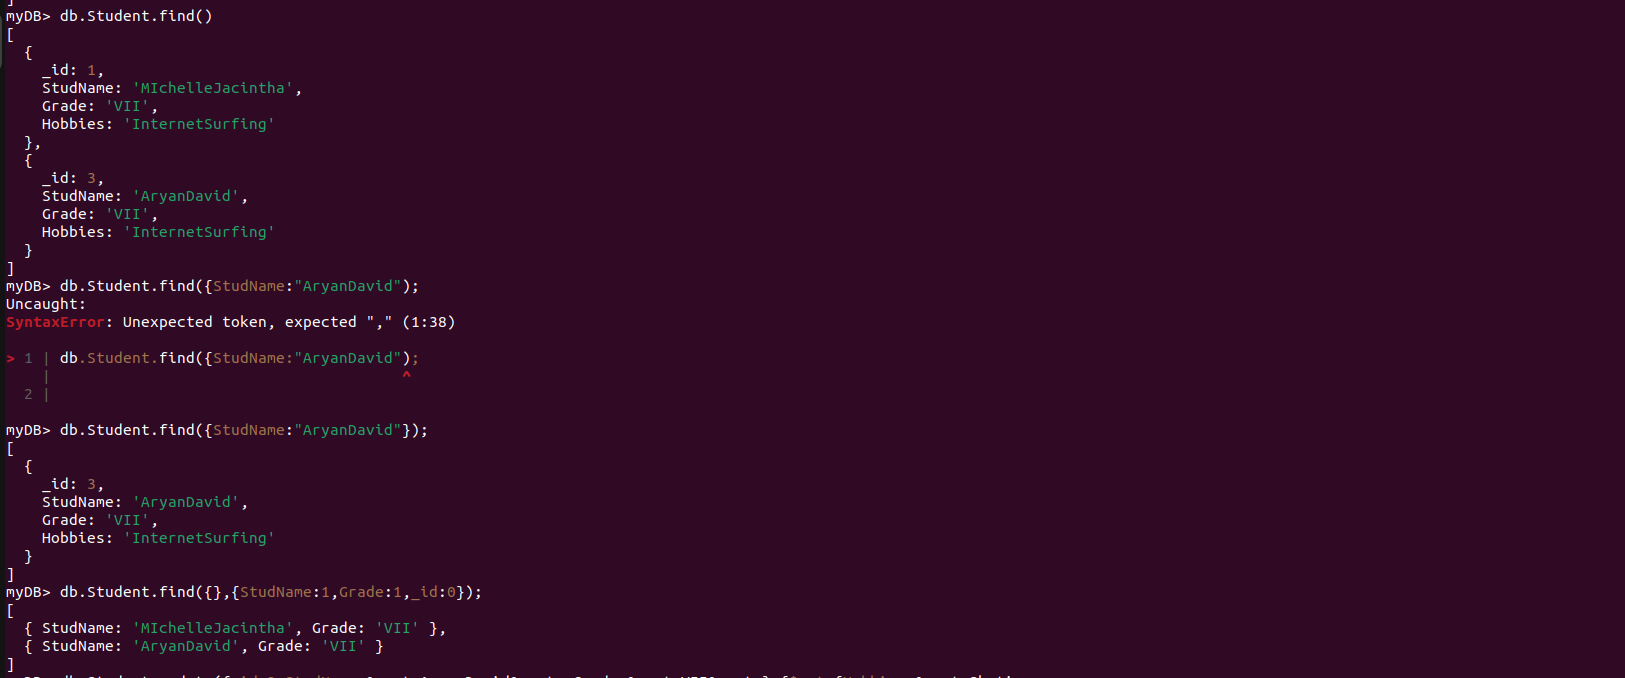 ]
myDB> db.Student.find()
[
  {
    _id: 1,
    StudName: 'MIchelleJacintha',
    Grade: 'VII',
    Hobbies: 'InternetSurfing'
  },
  {
    _id: 3,
    StudName: 'AryanDavid',
    Grade: 'VII',
    Hobbies: 'InternetSurfing'
  }
]
myDB> db.Student.find({StudName:"AryanDavid");
Uncaught:
SyntaxError: Unexpected token, expected "," (1:38)
> 1 | db.Student.find({StudName:"AryanDavid");
    |                                       ^
  2 |
myDB> db.Student.find({StudName:"AryanDavid"});
[
  {
    _id: 3,
    StudName: 'AryanDavid',
    Grade: 'VII',
    Hobbies: 'InternetSurfing'
  }
]
myDB> db.Student.find({},{StudName:1,Grade:1,_id:0});
[
  { StudName: 'MIchelleJacintha', Grade: 'VII' },
  { StudName: 'AryanDavid', Grade: 'VII' }
]